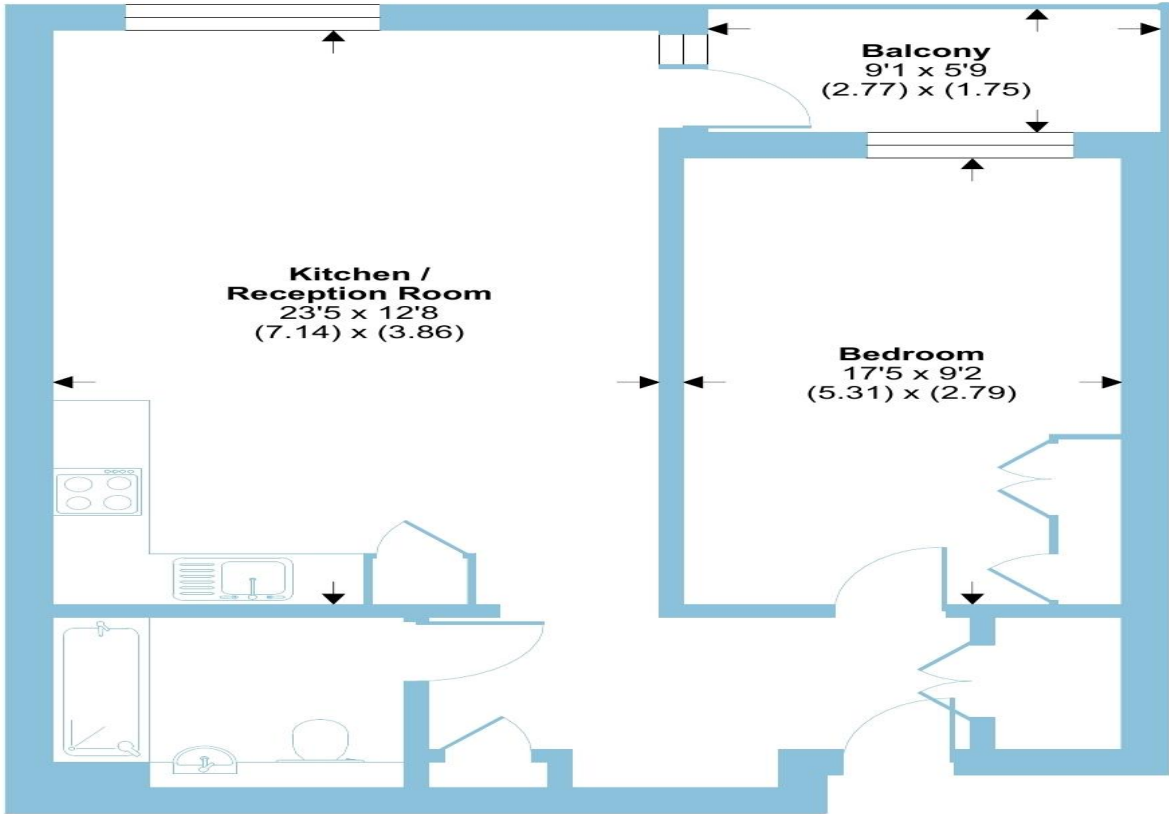 Balcony
9'1 x 5'9
(2.77) x (1.75)
Kitchen /
Reception Room
23'5 x 12'8
(7.14) x (3.86)
Bedroom
17'5 x 9'2
(5.31) x (2.79)